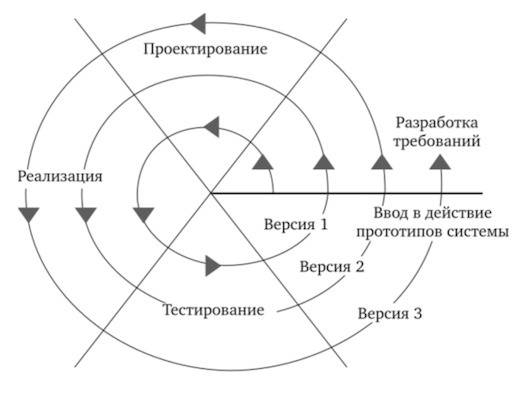 Проектирование
Разработка
требований
Реализация
Ввод в действие
прототипов системы
Версия 1
Версия 2
Тестирование
Версия 3